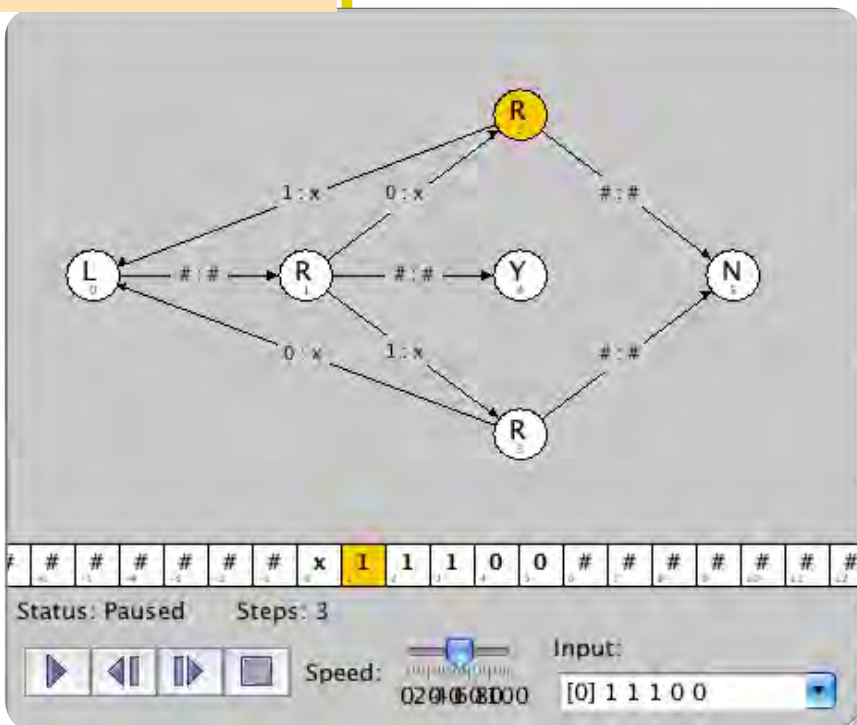 R
1 : x 0 : x # : #
L # : # R # : # Y N
0 : x 1 : x # : #
R
# # # # # # x 1 1 1 0 0 # # # # # # #
Status: Paused Steps: 3
Speed: Input:
[0] 1 1 1 0 0